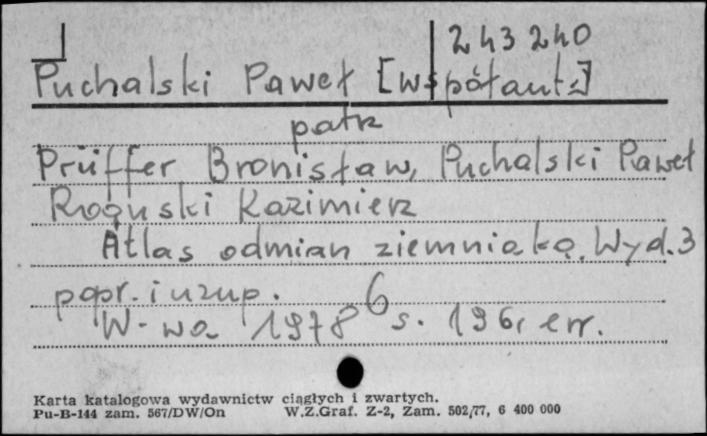 243240
Puchalski Paweł [współaut.]
patrz
Prüffer Bronisław, Puchalski Paweł
Roguski Kazimierz
Atlas odmian ziemniaka. Wyd. 3
popr. i uzup.
W-wa 1978 s. 196, err.
6
Karta katalogowa wydawnictw ciągłych i zwartych.
Pu-B-144 zam. 567/DW/On W.Z.Graf. Z-2, Zam. 502/77, 6 400 000